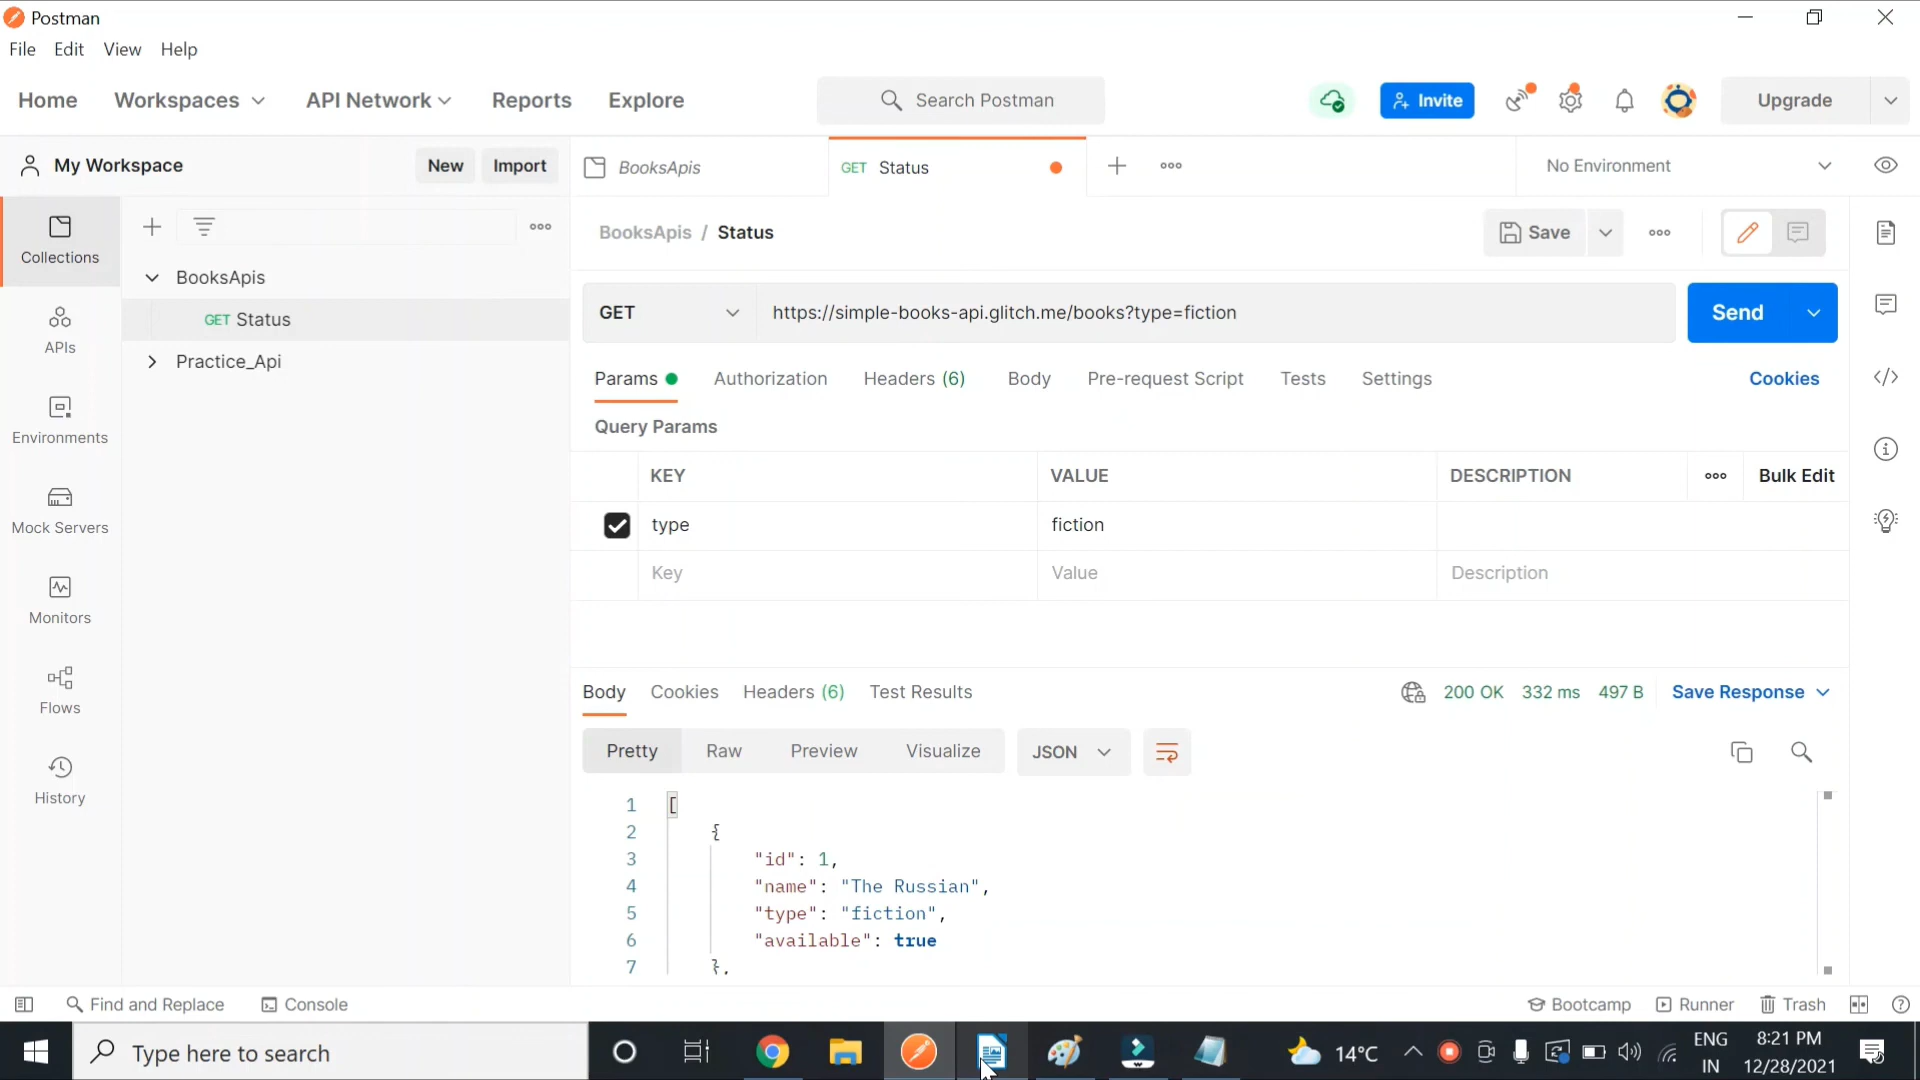 Postman
File Edit View Help
Home Workspaces API Network Reports Explore Search Postman Invite Upgrade
My Workspace New Import BooksApis GET Status No Environment
Collections
BooksApis / Status Save
BooksApis
GET Status
Practice_Api
APIs
Environments
Mock Servers
Monitors
Flows
History
GET https://simple-books-api.glitch.me/books?type=fiction Send
Params Authorization Headers (6) Body Pre-request Script Tests Settings Cookies
Query Params
KEY VALUE DESCRIPTION Bulk Edit
type fiction
Key Value Description
Body Cookies Headers (6) Test Results 200 OK 332 ms 497 B Save Response
Pretty Raw Preview Visualize JSON
1 [
2 {
3 "id": 1,
4 "name": "The Russian",
5 "type": "fiction",
6 "available": true
7 },
Find and Replace Console Bootcamp Runner Trash
Type here to search 14°C ENG 8:21 PM
IN 12/28/2021